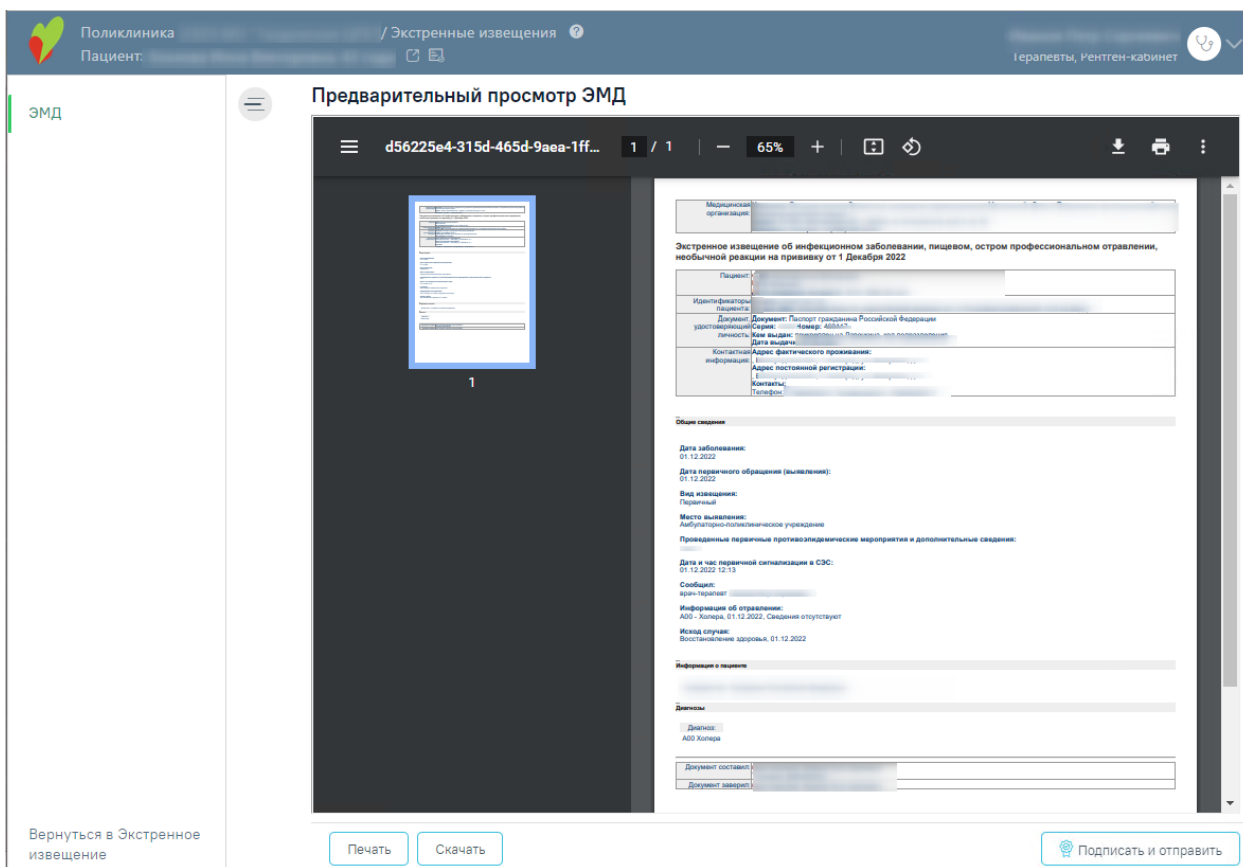 Поликлиника / Экстренные извещения ?
Пациент:
Терапевты, Рентген-кабинет
ЭМД
Предварительный просмотр ЭМД
d56225e4-315d-465d-9aea-1ff... 1 / 1 65%
1
Медицинская организация:
Экстренное извещение об инфекционном заболевании, пищевом, остром профессиональном отравлении,
необычной реакции на прививку от 1 Декабря 2022
Пациент:
Идентификаторы
пациента:
Документ, Документ: Паспорт гражданина Российской Федерации
удостоверяющий Серия: Номер:
личность: Кем выдан:
Дата выдачи
Контактная Адрес фактического проживания:
информация:
Адрес постоянной регистрации:
Контакты:
Телефон:
Общие сведения
Дата заболевания:
01.12.2022
Дата первичного обращения (выявления):
01.12.2022
Вид извещения:
Первичный
Место выявления:
Амбулаторно-поликлиническое учреждение
Проведенные первичные противоэпидемические мероприятия и дополнительные сведения:
Дата и час первичной сигнализации в СЭС:
01.12.2022 12:13
Сообщил:
врач-терапевт
Информация об отравлении:
A00 - Холера, 01.12.2022, Сведения отсутствуют
Исход случая:
Восстановление здоровья, 01.12.2022
Информация о пациенте
Диагнозы
Диагноз:
A00 Холера
Документ составил:
Документ заверил:
Вернуться в Экстренное
извещение
Печать
Скачать
Подписать и отправить